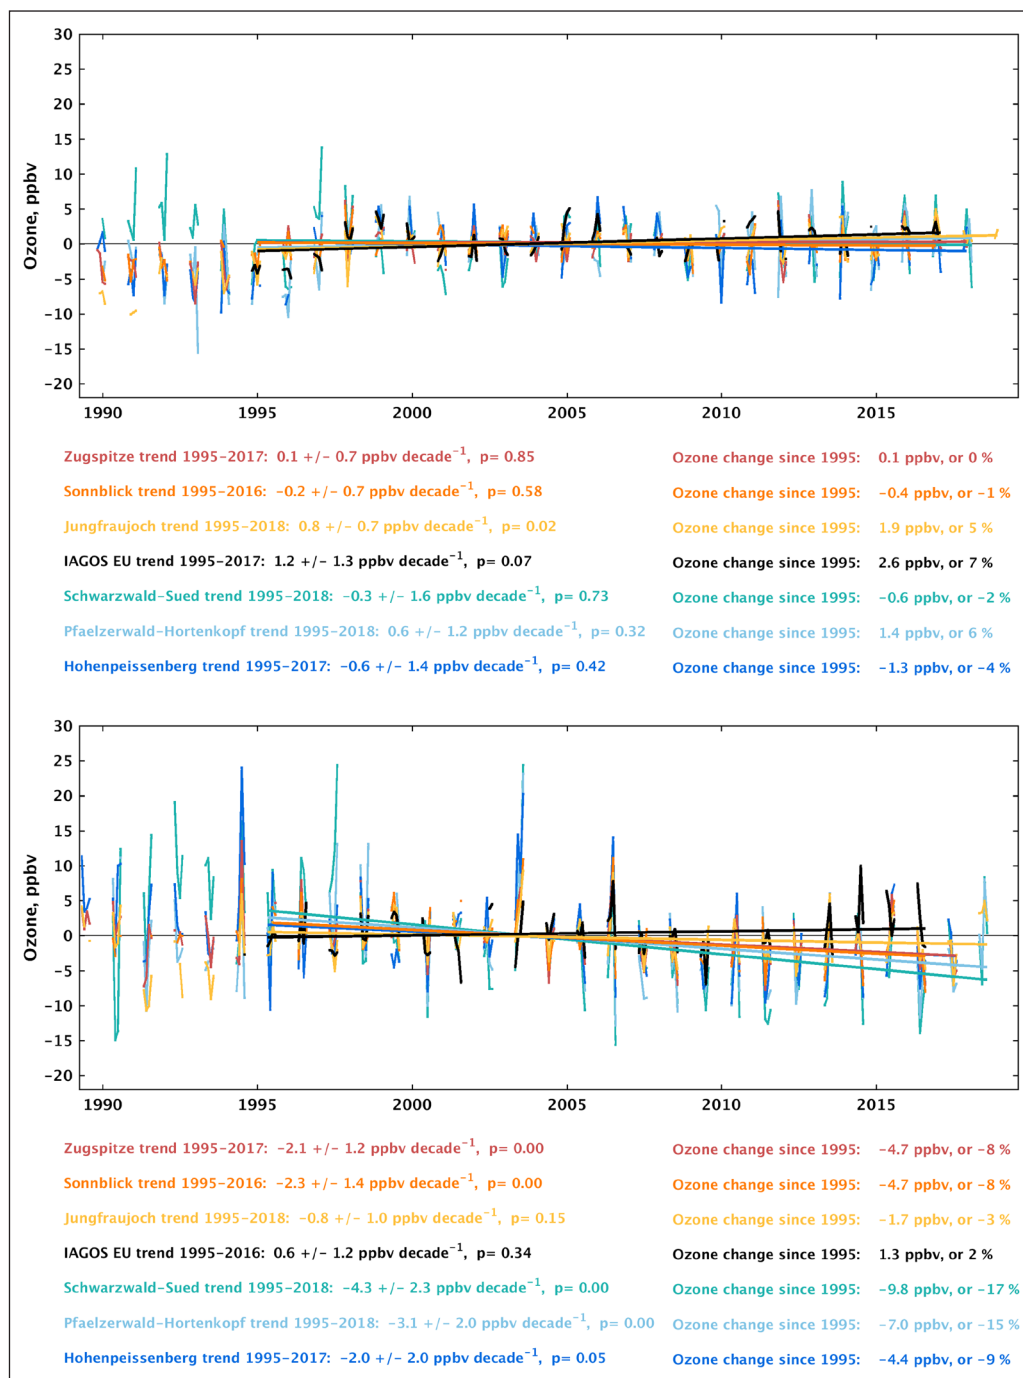 30
25
20
15
10
5
0
−5
−10
−15
−20
Ozone, ppbv
1990 1995 2000 2005 2010 2015
Zugspitze trend 1995−2017: 0.1 +/− 0.7 ppbv decade⁻¹, p= 0.85 Ozone change since 1995: 0.1 ppbv, or 0 %
Sonnblick trend 1995−2016: −0.2 +/− 0.7 ppbv decade⁻¹, p= 0.58 Ozone change since 1995: −0.4 ppbv, or −1 %
Jungfraujoch trend 1995−2018: 0.8 +/− 0.7 ppbv decade⁻¹, p= 0.02 Ozone change since 1995: 1.9 ppbv, or 5 %
IAGOS EU trend 1995−2017: 1.2 +/− 1.3 ppbv decade⁻¹, p= 0.07 Ozone change since 1995: 2.6 ppbv, or 7 %
Schwarzwald−Sued trend 1995−2018: −0.3 +/− 1.6 ppbv decade⁻¹, p= 0.73 Ozone change since 1995: −0.6 ppbv, or −2 %
Pfaelzerwald−Hortenkopf trend 1995−2018: 0.6 +/− 1.2 ppbv decade⁻¹, p= 0.32 Ozone change since 1995: 1.4 ppbv, or 6 %
Hohenpeissenberg trend 1995−2017: −0.6 +/− 1.4 ppbv decade⁻¹, p= 0.42 Ozone change since 1995: −1.3 ppbv, or −4 %
30
25
20
15
10
5
0
−5
−10
−15
−20
Ozone, ppbv
1990 1995 2000 2005 2010 2015
Zugspitze trend 1995−2017: −2.1 +/− 1.2 ppbv decade⁻¹, p= 0.00 Ozone change since 1995: −4.7 ppbv, or −8 %
Sonnblick trend 1995−2016: −2.3 +/− 1.4 ppbv decade⁻¹, p= 0.00 Ozone change since 1995: −4.7 ppbv, or −8 %
Jungfraujoch trend 1995−2018: −0.8 +/− 1.0 ppbv decade⁻¹, p= 0.15 Ozone change since 1995: −1.7 ppbv, or −3 %
IAGOS EU trend 1995−2016: 0.6 +/− 1.2 ppbv decade⁻¹, p= 0.34 Ozone change since 1995: 1.3 ppbv, or 2 %
Schwarzwald−Sued trend 1995−2018: −4.3 +/− 2.3 ppbv decade⁻¹, p= 0.00 Ozone change since 1995: −9.8 ppbv, or −17 %
Pfaelzerwald−Hortenkopf trend 1995−2018: −3.1 +/− 2.0 ppbv decade⁻¹, p= 0.00 Ozone change since 1995: −7.0 ppbv, or −15 %
Hohenpeissenberg trend 1995−2017: −2.0 +/− 2.0 ppbv decade⁻¹, p= 0.05 Ozone change since 1995: −4.4 ppbv, or −9 %